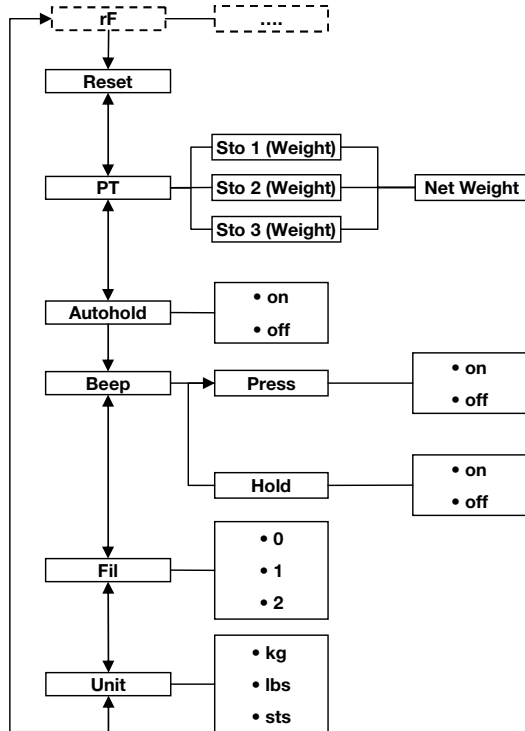 rF
....
Reset
Sto 1 (Weight)
PT
Sto 2 (Weight)
Net Weight
Sto 3 (Weight)
• on
Autohold
• off
Beep
Press
• on
• off
Hold
• on
• off
• 0
Fil
• 1
• 2
• kg
Unit
• lbs
• sts